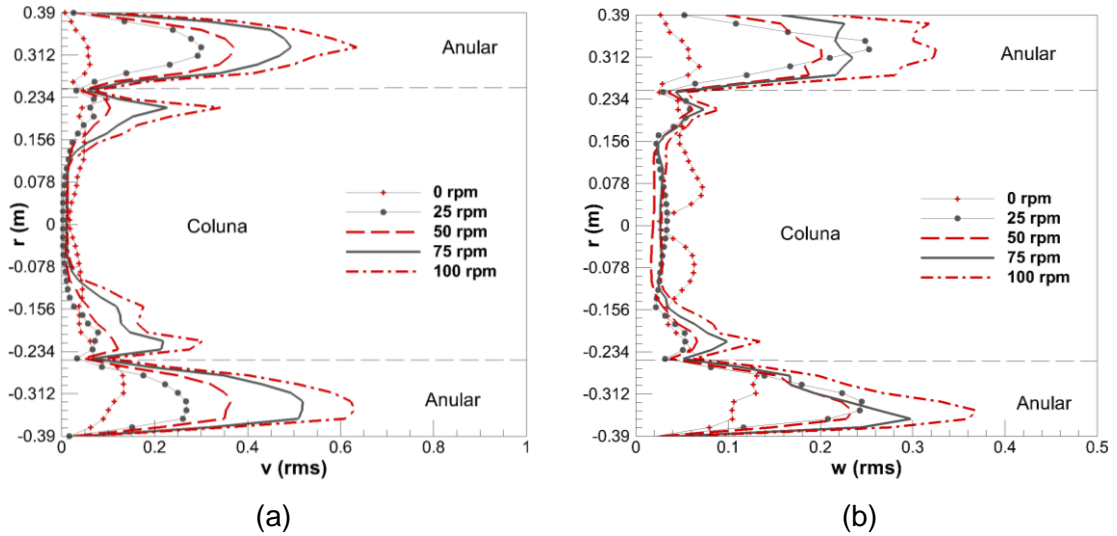 0.39
0.312
0.234
0.156
0.078
0
-0.078
-0.156
-0.234
-0.312
-0.39
r (m)
Anular
Coluna
Anular
0 rpm
25 rpm
50 rpm
75 rpm
100 rpm
0
0.2
0.4
0.6
0.8
1
v (rms)
(a)
0.39
0.312
0.234
0.156
0.078
0
-0.078
-0.156
-0.234
-0.312
-0.39
r (m)
Anular
Coluna
Anular
0 rpm
25 rpm
50 rpm
75 rpm
100 rpm
0
0.1
0.2
0.3
0.4
0.5
w (rms)
(b)